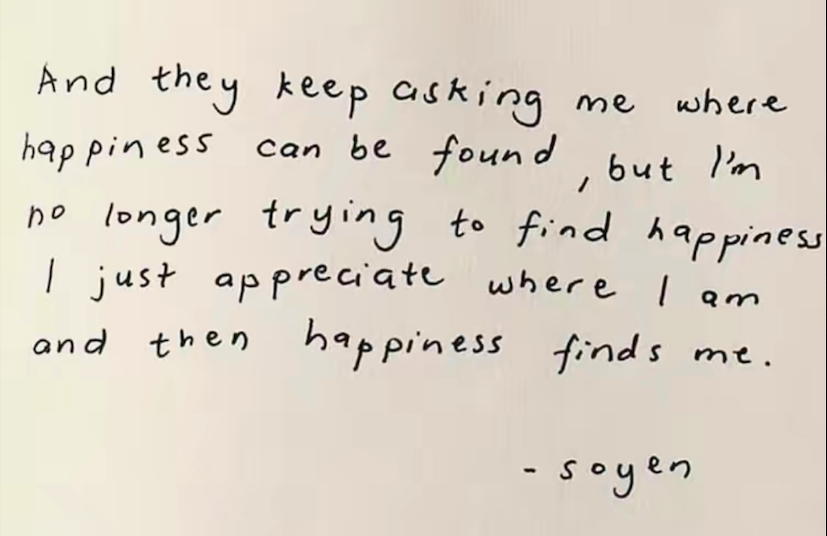 And they keep asking me where
happiness can be found, but I'm
no longer trying to find happiness
I just appreciate where I am
and then happiness finds me.
- soyen